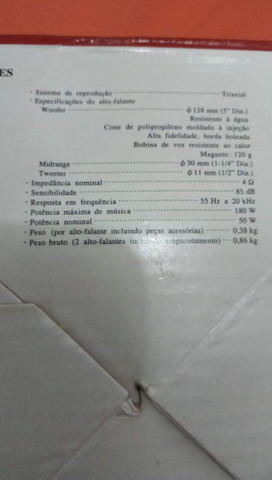 ES
· Sistema de reprodução ········ Triaxial
· Especificações do alto-falante
Woofer ········ ϕ 128 mm (5" Dia.)
Resistente à água
Cone de polipropileno moldado à injeção
Alta fidelidade, borda boleada
Bobina de voz resistente ao calor
Magneto : 120 g
Midrange ········ ϕ 30 mm (1-1/4" Dia.)
Tweeter ········ ϕ 11 mm (1/2" Dia.)
· Impedância nominal ········ 4 Ω
· Sensibilidade ········ 85 dB
· Resposta em frequência ········ 55 Hz a 20 kHz
· Potência máxima de música ········ 180 W
· Potência nominal ········ 50 W
· Peso (por alto-falante incluindo peças acessórias) ···· 0,38 kg
· Peso bruto (2 alto-falantes incluindo empacotamento) ··· 0,86 kg